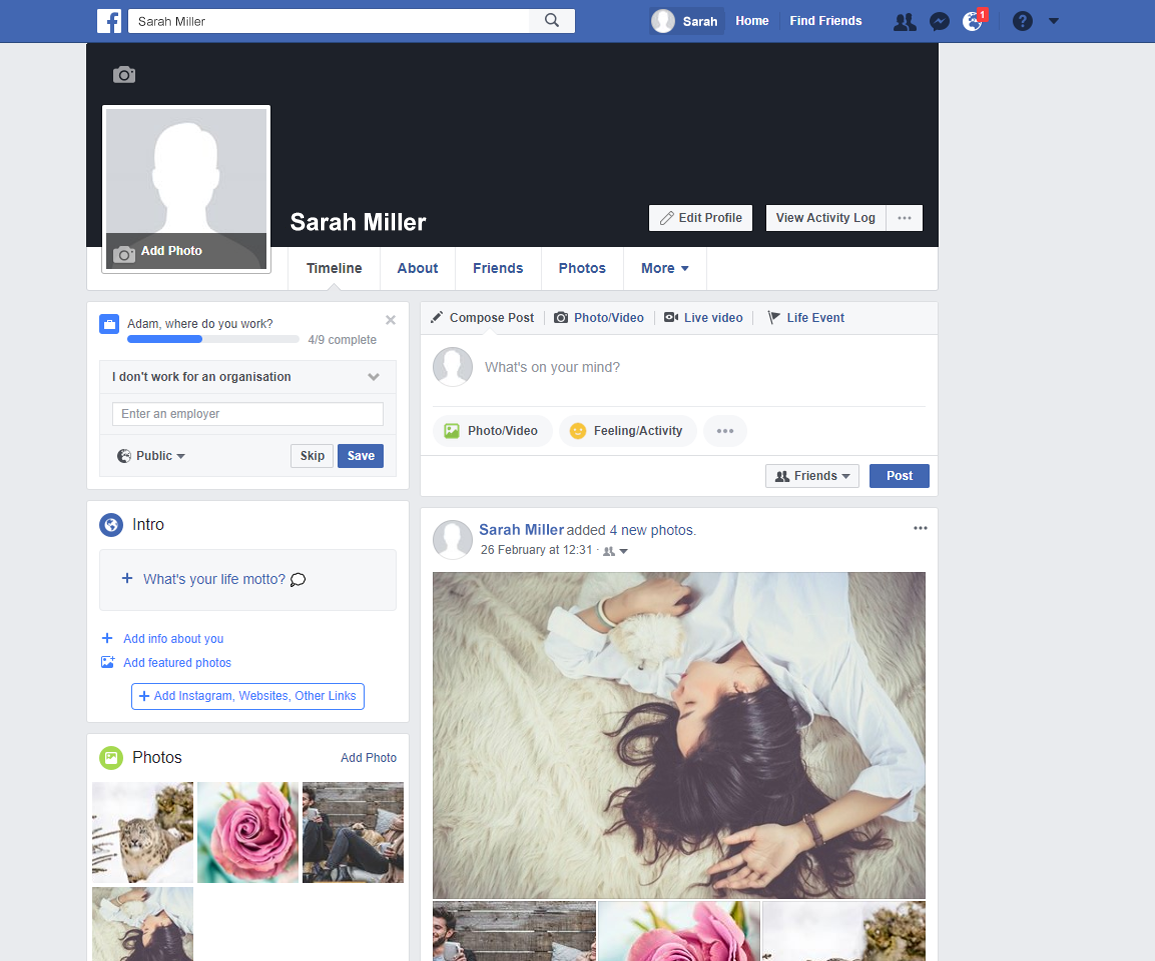 Sarah Miller
Sarah
Home
Find Friends
1
?
Sarah Miller
Edit Profile
View Activity Log
Add Photo
Timeline
About
Friends
Photos
More
Adam, where do you work?
4/9 complete
I don't work for an organisation
Enter an employer
Public
Skip
Save
Intro
+ What's your life motto?
+ Add info about you
Add featured photos
+ Add Instagram, Websites, Other Links
Photos
Add Photo
Compose Post
Photo/Video
Live video
Life Event
What's on your mind?
Photo/Video
Feeling/Activity
Friends
Post
Sarah Miller added 4 new photos.
26 February at 12:31 ·